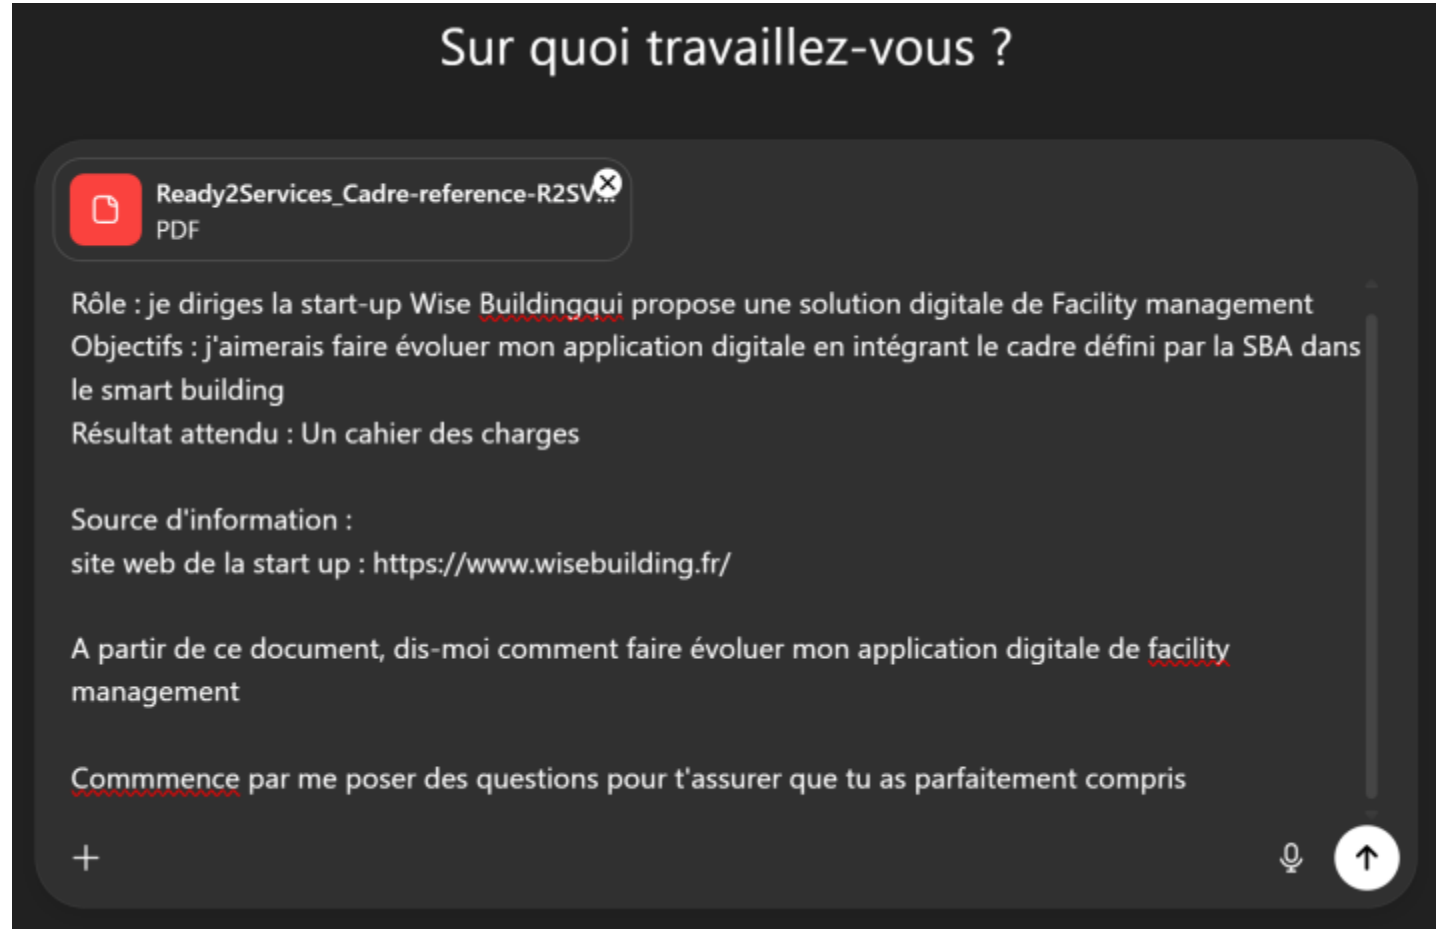 Sur quoi travaillez-vous ?
Ready2Services_Cadre-reference-R2SV...
PDF
Rôle : je diriges la start-up Wise Buildingqui propose une solution digitale de Facility management
Objectifs : j'aimerais faire évoluer mon application digitale en intégrant le cadre défini par la SBA dans
le smart building
Résultat attendu : Un cahier des charges
Source d'information :
site web de la start up : https://www.wisebuilding.fr/
A partir de ce document, dis-moi comment faire évoluer mon application digitale de facility
management
Commmence par me poser des questions pour t'assurer que tu as parfaitement compris